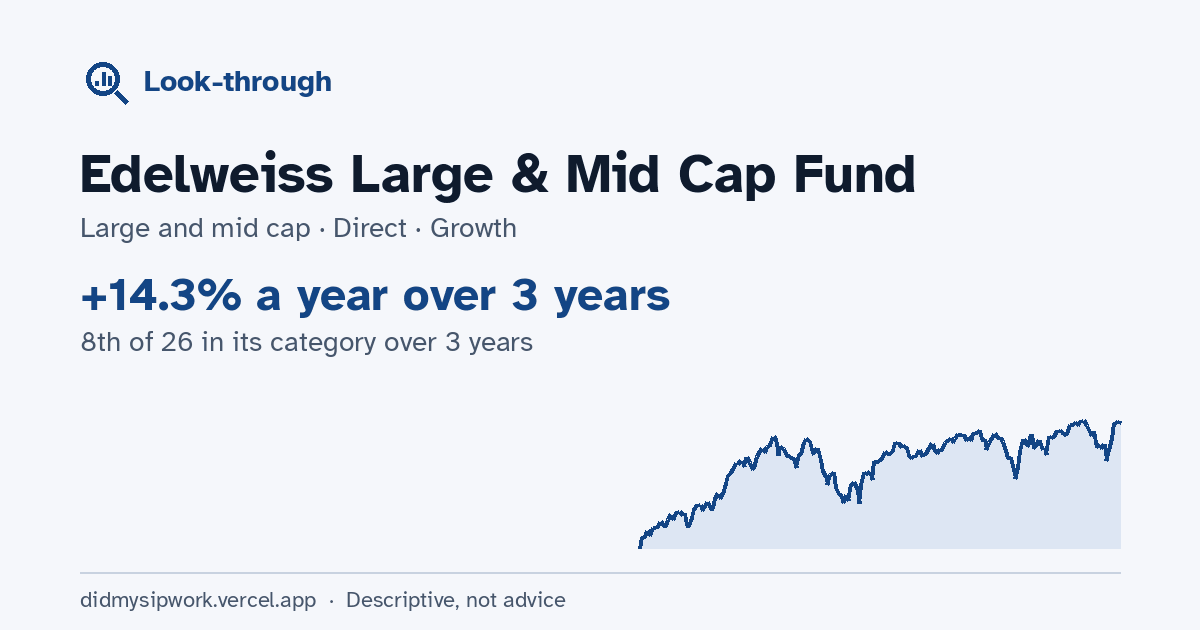 Look-through
Edelweiss Large & Mid Cap Fund
Large and mid cap · Direct · Growth
+14.3% a year over 3 years
8th of 26 in its category over 3 years
didmysipwork.vercel.app · Descriptive, not advice